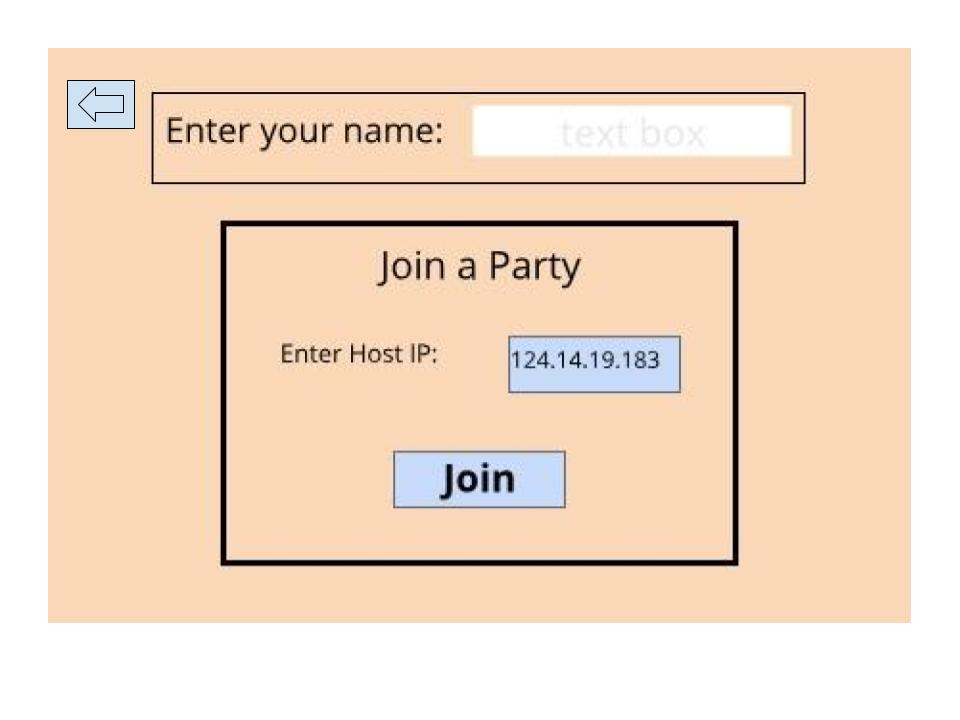 Enter your name: text box
Join a Party
Enter Host IP: 124.14.19.183
Join